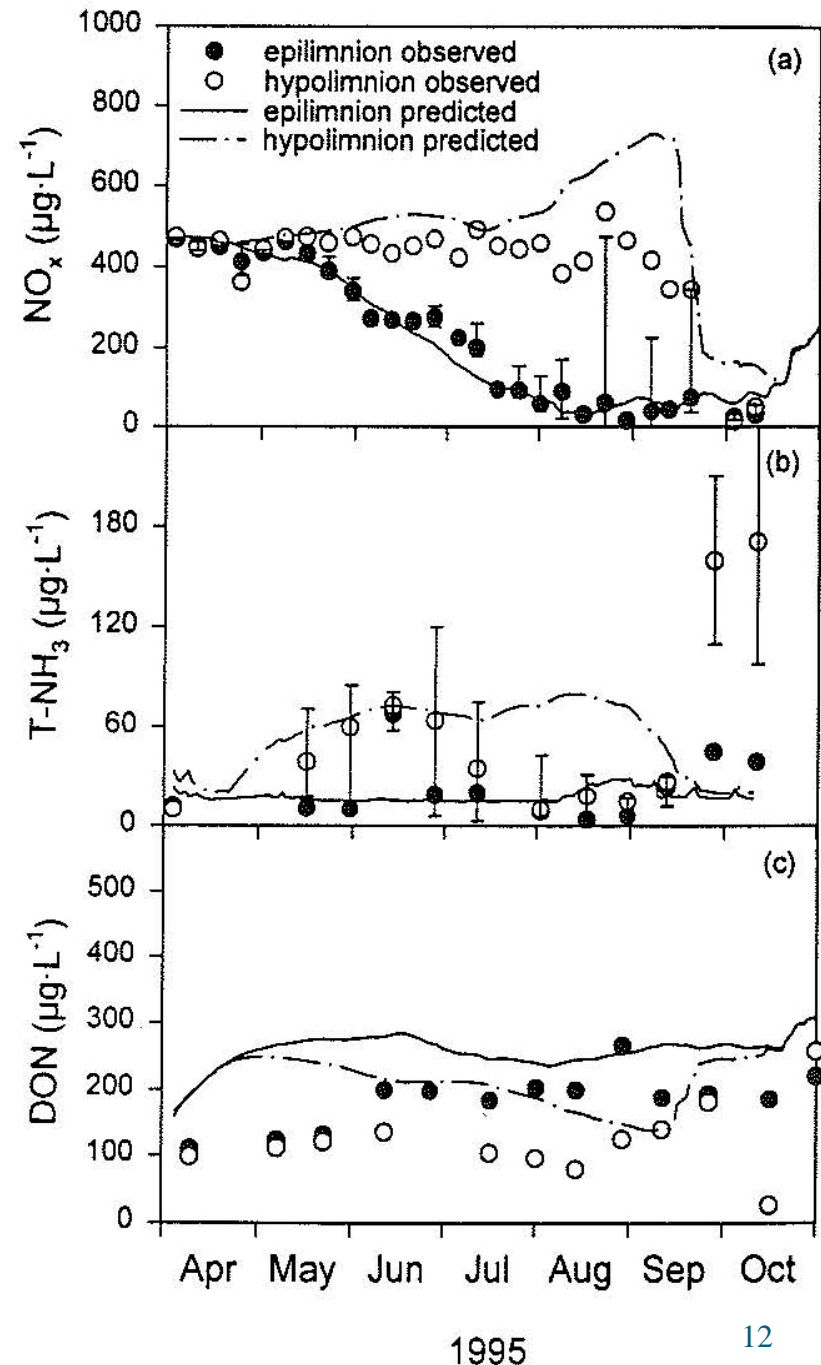 1000
800
600
400
200
0
NOx (µg·L⁻¹)
epilimnion observed
hypolimnion observed
epilimnion predicted
hypolimnion predicted
(a)
180
120
60
0
T-NH₃ (µg·L⁻¹)
(b)
500
400
300
200
100
0
DON (µg·L⁻¹)
(c)
Apr May Jun Jul Aug Sep Oct
1995
12